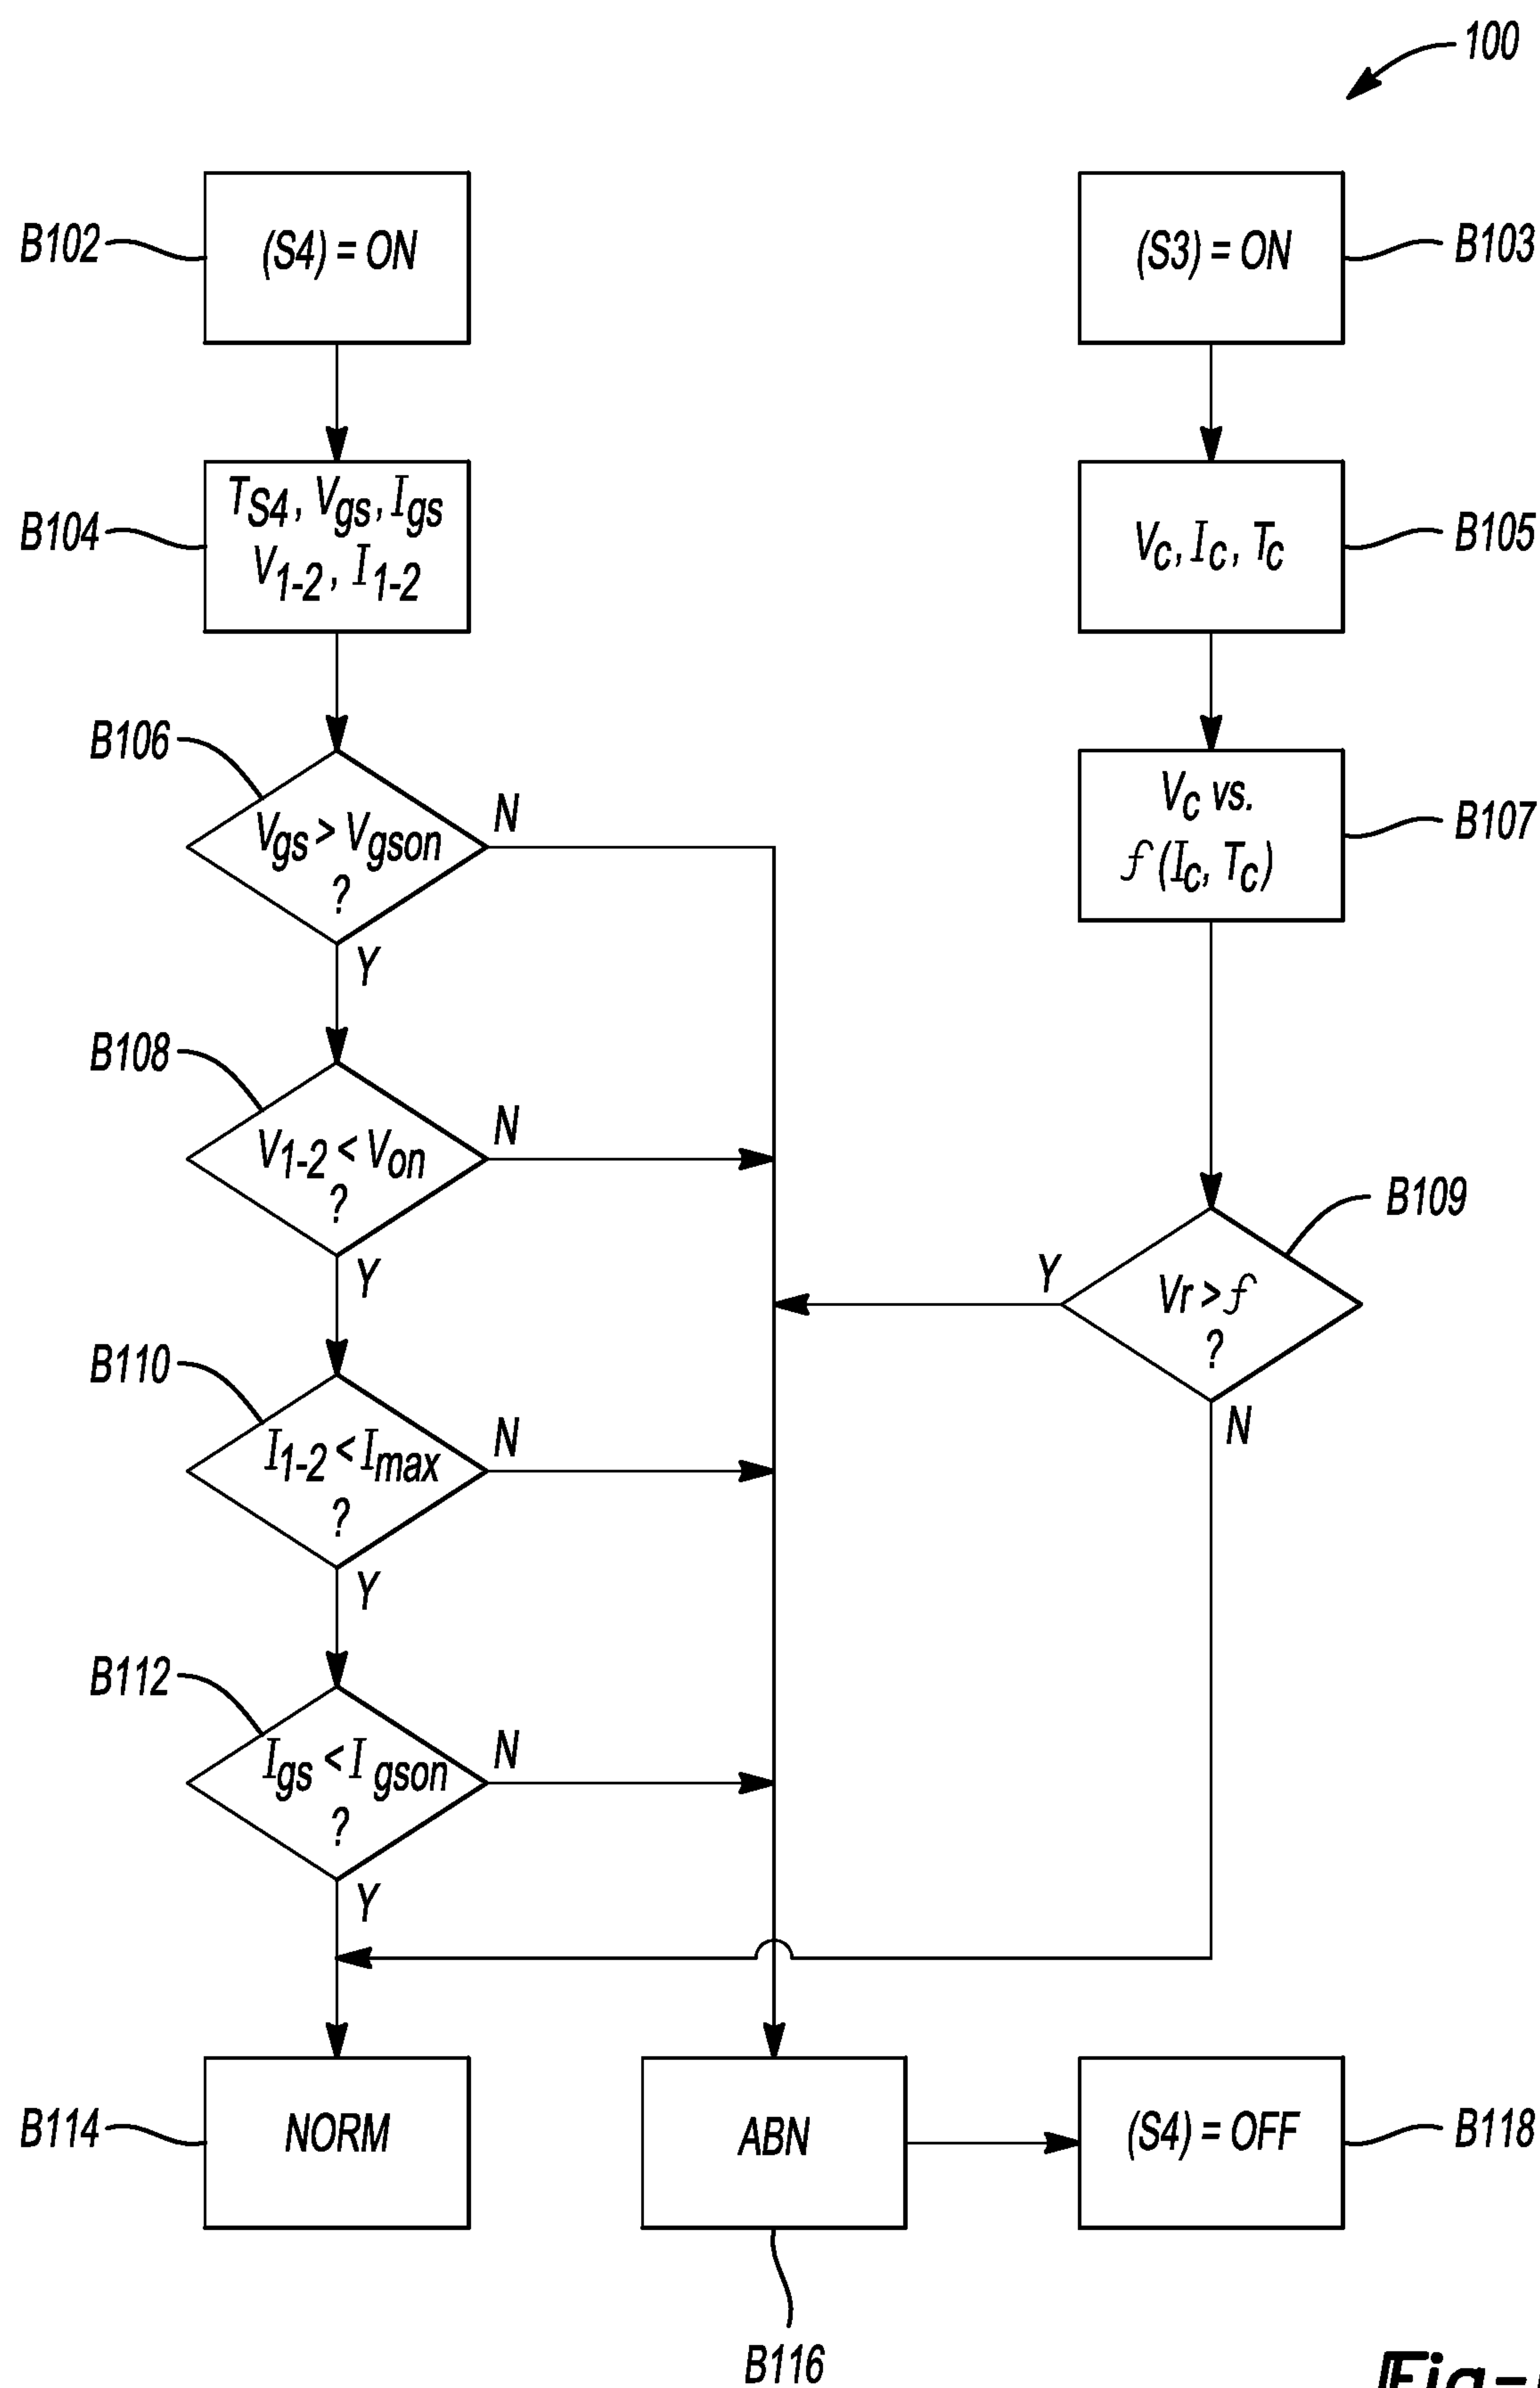 100
B102
(S4) = ON
(S3) = ON
B103
B104
TS4, Vgs, Igs
V1-2, I1-2
VC, IC, TC
B105
B106
Vgs > Vgson
?
N
Y
VC vs.
f (IC, TC)
B107
B108
V1-2 < Von
?
N
Y
B109
Vr > f
?
Y
N
B110
I1-2 < Imax
?
N
Y
B112
Igs < I gson
?
N
Y
B114
NORM
ABN
(S4) = OFF
B118
B116